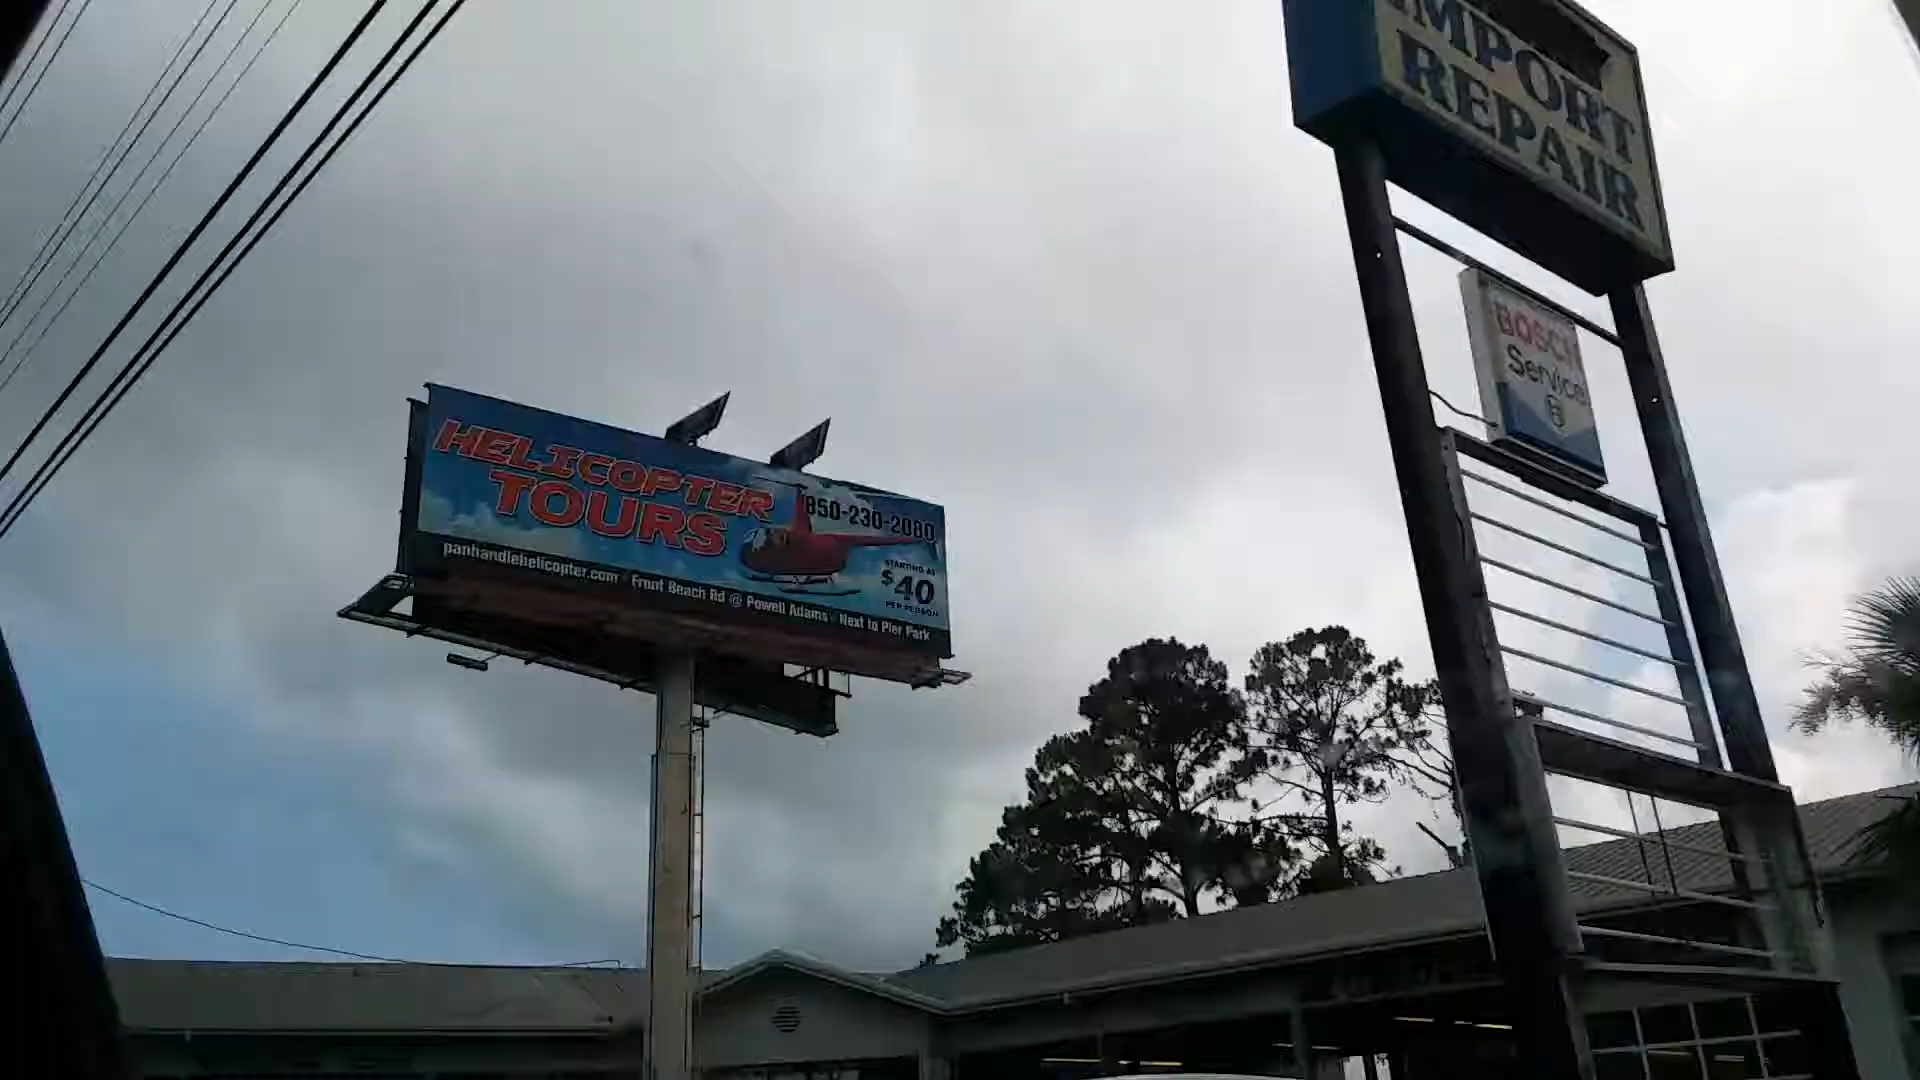 HELICOPTER
TOURS
850-230-2080
STARTING AT
$40
PER PERSON
panhandlehelicopter.com Front Beach Rd @ Powell Adams Next to Pier Park
IMPORT
REPAIR
BOSCH
Service